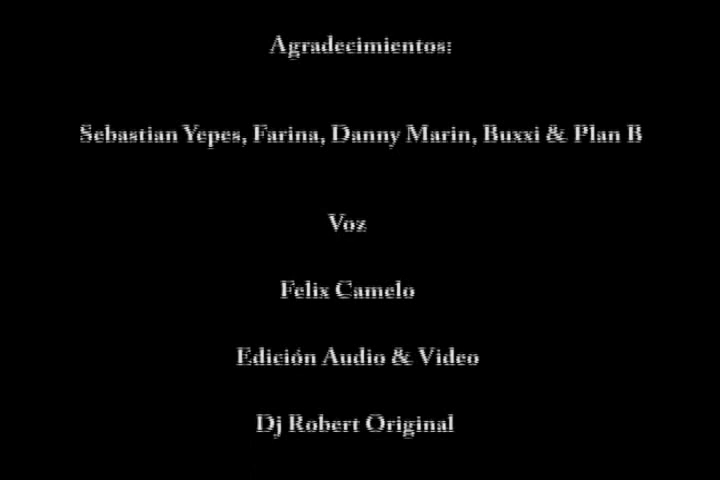 Agradecimientos:
Sebastian Yepes, Farina, Danny Marin, Buxxi & Plan B
Voz
Felix Camelo
Edición Audio & Video
Dj Robert Original